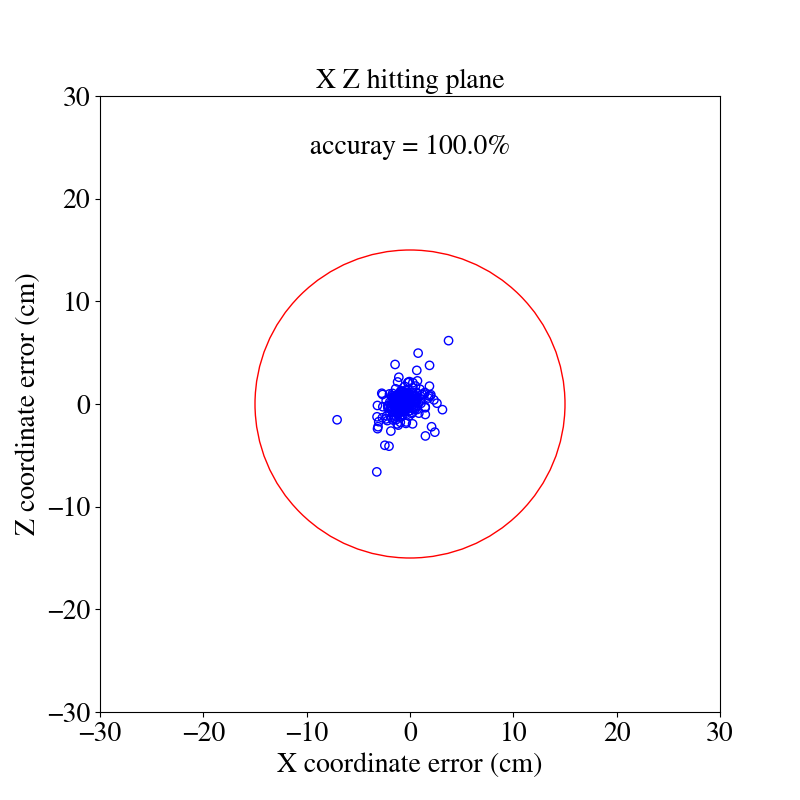 X Z hitting plane
accuray = 100.0%
30
20
10
0
−10
−20
−30
Z coordinate error (cm)
−30 −20 −10 0 10 20 30
X coordinate error (cm)